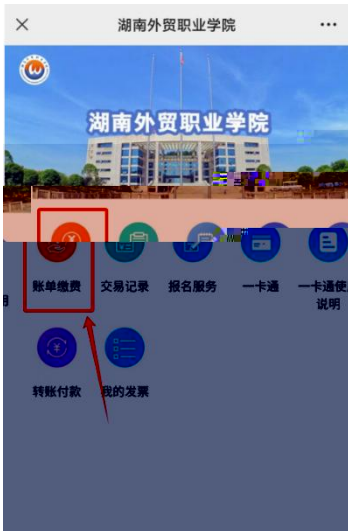 湖南外贸职业学院
湖南外贸职业学院
账单缴费 交易记录 报名服务 一卡通 一卡通使用
明 说明
转账付款 我的发票